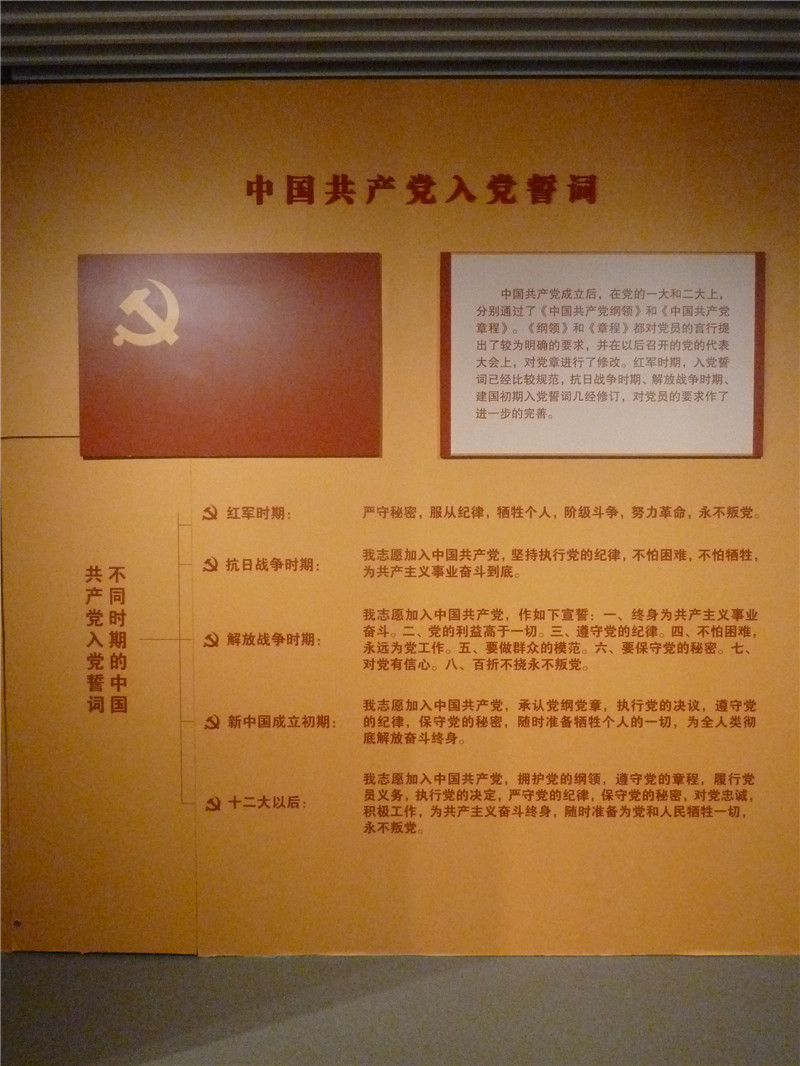 中国共产党入党誓词
中国共产党成立后，在党的一大和二大上，
分别通过了《中国共产党纲领》和《中国共产党
章程》。《纲领》和《章程》都对党员的言行提
出了较为明确的要求，并在以后召开的党的代表
大会上，对党章进行了修改。红军时期，入党誓
词已经比较规范，抗日战争时期、解放战争时期、
建国初期入党誓词几经修订，对党员的要求作了
进一步的完善。
不同时期的中国
共产党入党誓词
红军时期：
严守秘密，服从纪律，牺牲个人，阶级斗争，努力革命，永不叛党。
抗日战争时期：
我志愿加入中国共产党，坚持执行党的纪律，不怕困难，不怕牺牲，
为共产主义事业奋斗到底。
解放战争时期：
我志愿加入中国共产党，作如下宣誓：一、终身为共产主义事业
奋斗。二、党的利益高于一切。三、遵守党的纪律。四、不怕困难，
永远为党工作。五、要做群众的模范。六、要保守党的秘密。七、
对党有信心。八、百折不挠永不叛党。
新中国成立初期：
我志愿加入中国共产党，承认党纲党章，执行党的决议，遵守党
的纪律，保守党的秘密，随时准备牺牲个人的一切，为全人类彻
底解放奋斗终身。
十二大以后：
我志愿加入中国共产党，拥护党的纲领，遵守党的章程，履行党
员义务，执行党的决定，严守党的纪律，保守党的秘密，对党忠诚，
积极工作，为共产主义奋斗终身，随时准备为党和人民牺牲一切，
永不叛党。